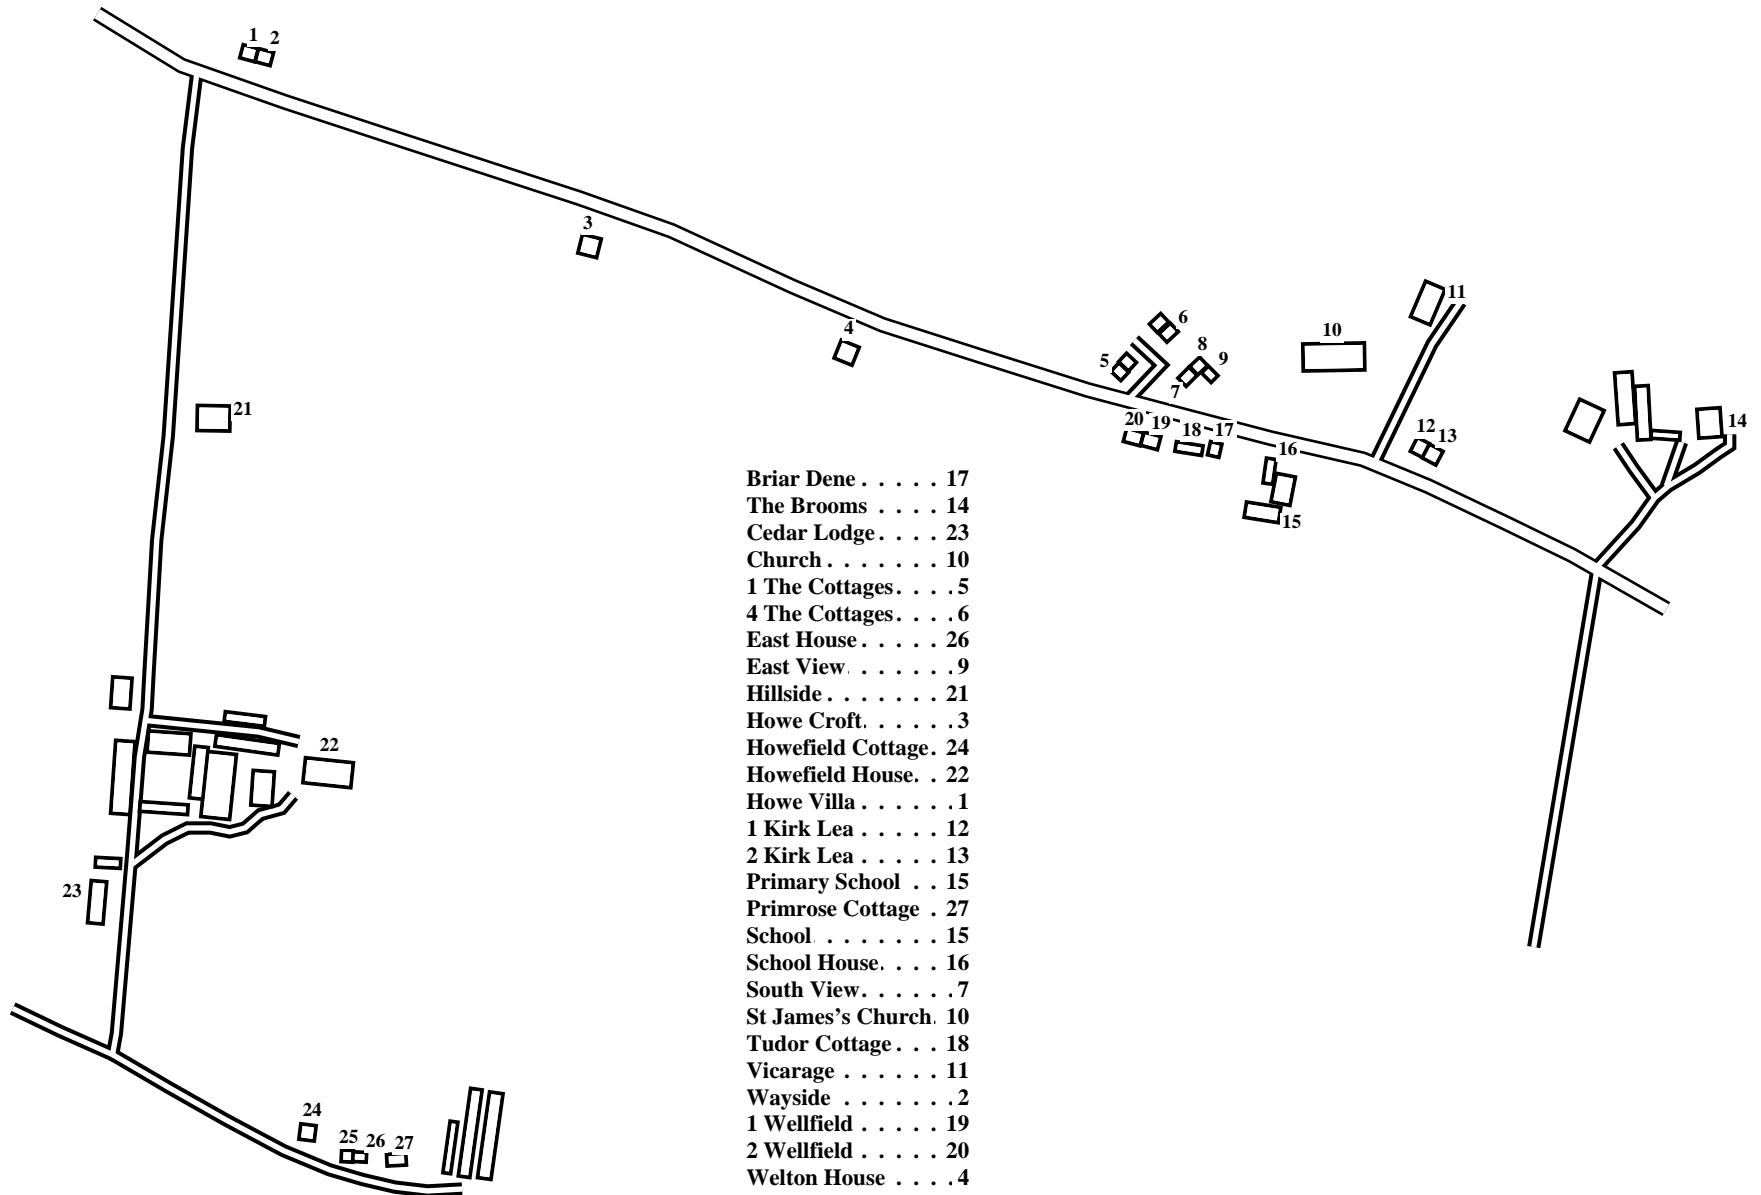 1
2
3
4
5
6
7
8
9
10
11
12
13
14
15
16
17
18
19
20
21
22
23
24
25
26
27
Briar Dene . . . . . 17
The Brooms . . . . 14
Cedar Lodge . . . . 23
Church . . . . . . . 10
1 The Cottages . . . . 5
4 The Cottages . . . . 6
East House . . . . . 26
East View . . . . . . . 9
Hillside . . . . . . . 21
Howe Croft . . . . . . 3
Howefield Cottage . 24
Howefield House . . 22
Howe Villa . . . . . . 1
1 Kirk Lea . . . . . 12
2 Kirk Lea . . . . . 13
Primary School . . 15
Primrose Cottage . 27
School . . . . . . . . 15
School House . . . . 16
South View . . . . . . 7
St James’s Church . 10
Tudor Cottage . . . 18
Vicarage . . . . . . 11
Wayside . . . . . . . 2
1 Wellfield . . . . . 19
2 Wellfield . . . . . 20
Welton House . . . . 4